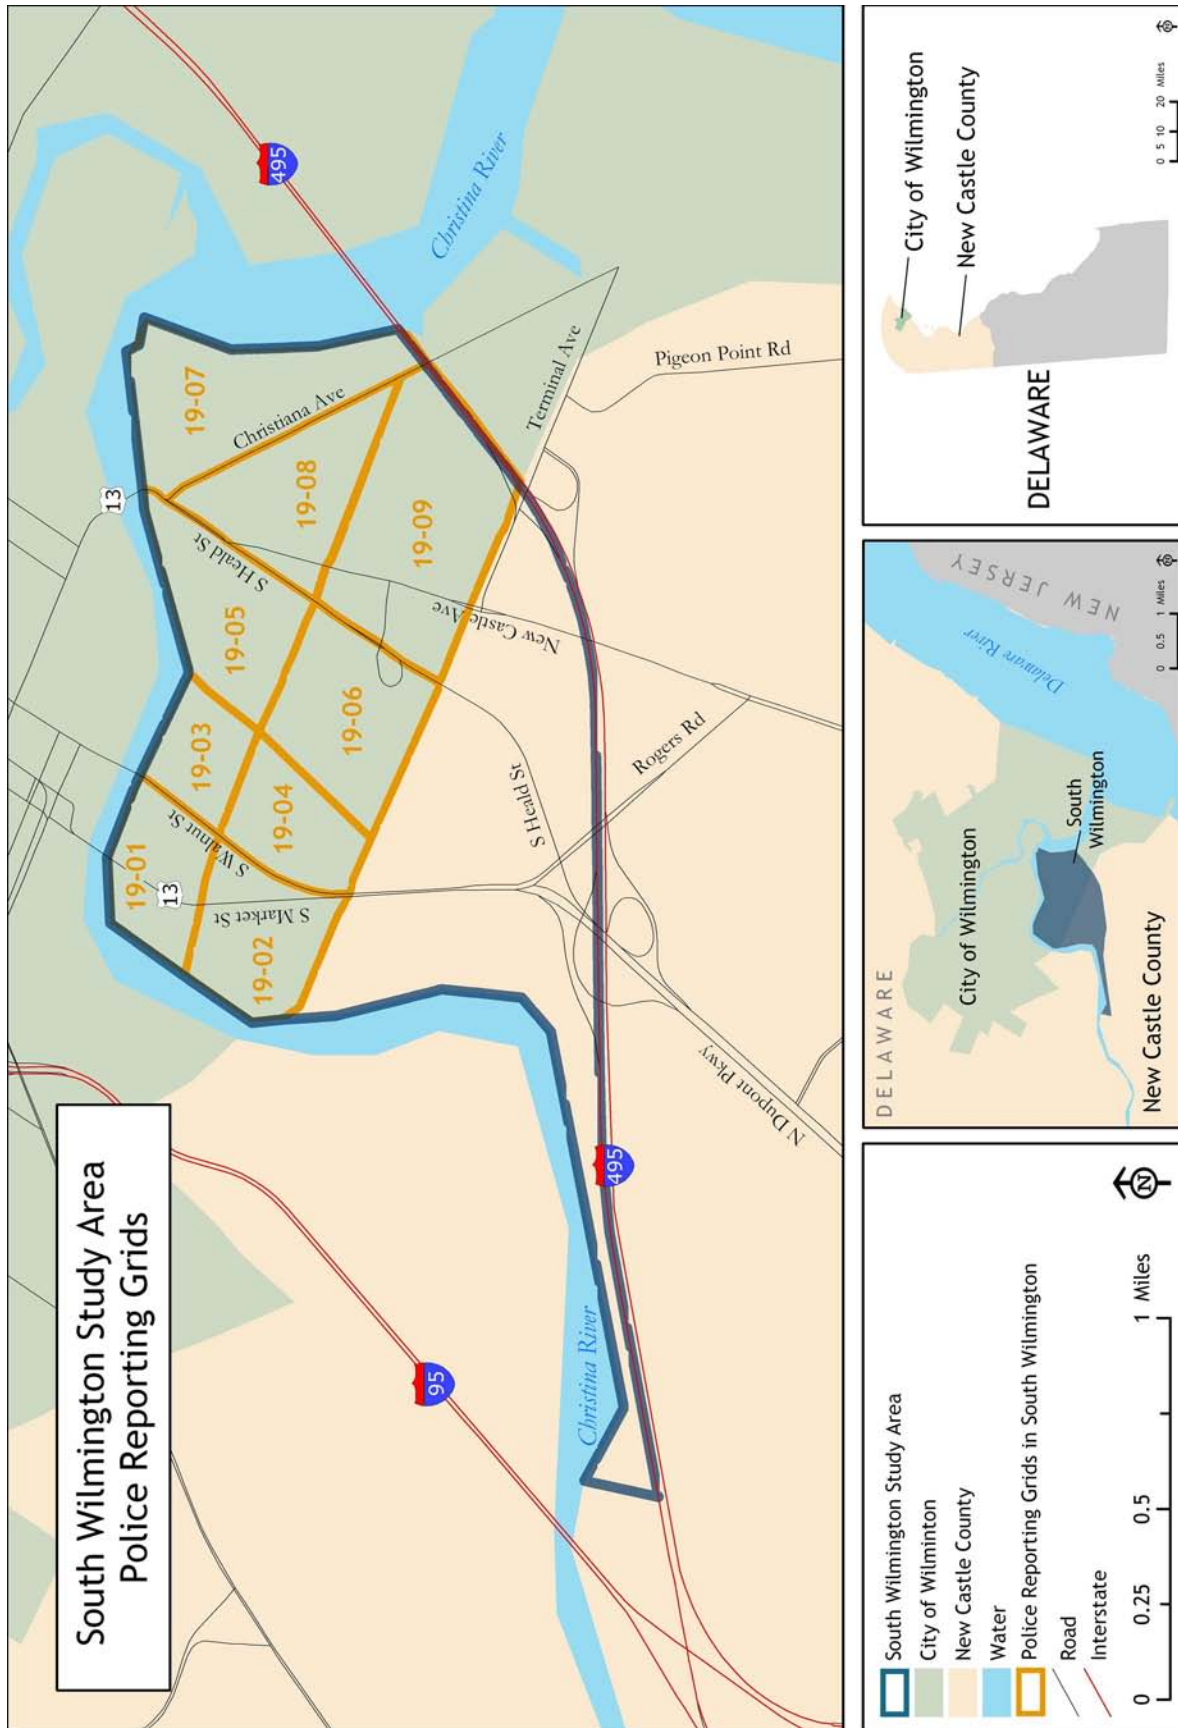 South Wilmington Study Area
Police Reporting Grids
95
495
495
13
13
Christina River
Christina River
19-01
19-02
19-03
19-04
19-05
19-06
19-07
19-08
19-09
S Market St
S Walnut St
S Heald St
S Heald St
Christiana Ave
New Castle Ave
Terminal Ave
Pigeon Point Rd
Rogers Rd
N Dupont Pkwy
South Wilmington Study Area
City of Wilminton
New Castle County
Water
Police Reporting Grids in South Wilmington
Road
Interstate
0 0.25 0.5 1 1 Miles
N
DELAWARE
City of Wilmington
South
Wilmington
New Castle County
Delaware River
NEW JERSEY
0 0.5 1 Miles
N
City of Wilmington
New Castle County
DELAWARE
0 5 10 20 Miles
N